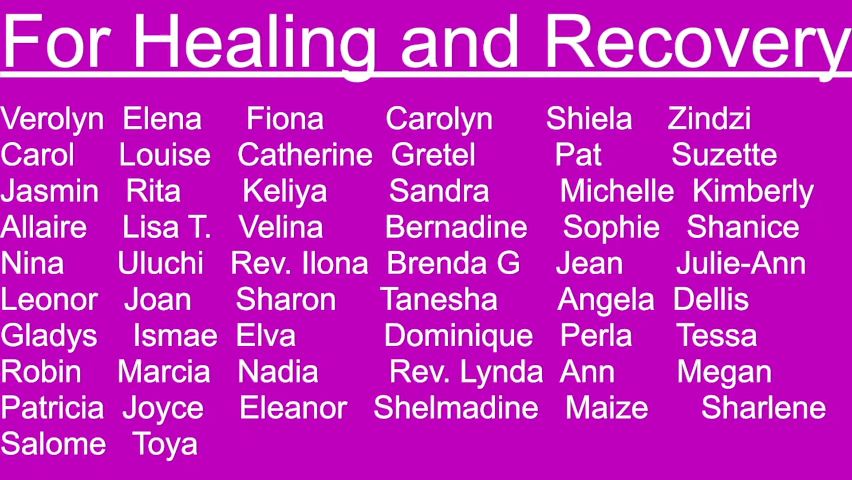 For Healing and Recovery
Verolyn Elena Fiona Carolyn Shiela Zindzi
Carol Louise Catherine Gretel Pat Suzette
Jasmin Rita Keliya Sandra Michelle Kimberly
Allaire Lisa T. Velina Bernadine Sophie Shanice
Nina Uluchi Rev. Ilona Brenda G Jean Julie-Ann
Leonor Joan Sharon Tanesha Angela Dellis
Gladys Ismae Elva Dominique Perla Tessa
Robin Marcia Nadia Rev. Lynda Ann Megan
Patricia Joyce Eleanor Shelmadine Maize Sharlene
Salome Toya